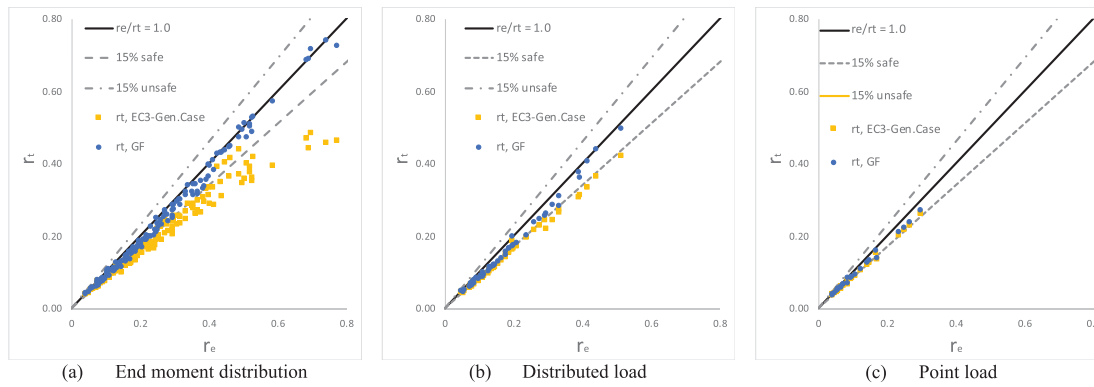 0.80
0.60
0.40
0.20
0.00
rt
re/rt = 1.0
15% safe
15% unsafe
rt, EC3-Gen.Case
rt, GF
0 0.2 0.4 0.6 0.8
re
(a) End moment distribution
0.80
0.60
0.40
0.20
0.00
rt
re/rt = 1.0
15% safe
15% unsafe
rt, EC3-Gen.Case
rt, GF
0 0.2 0.4 0.6 0.8
re
(b) Distributed load
0.80
0.60
0.40
0.20
0.00
rt
re/rt = 1.0
15% safe
15% unsafe
rt, EC3-Gen.Case
rt, GF
0 0.2 0.4 0.6 0.8
re
(c) Point load